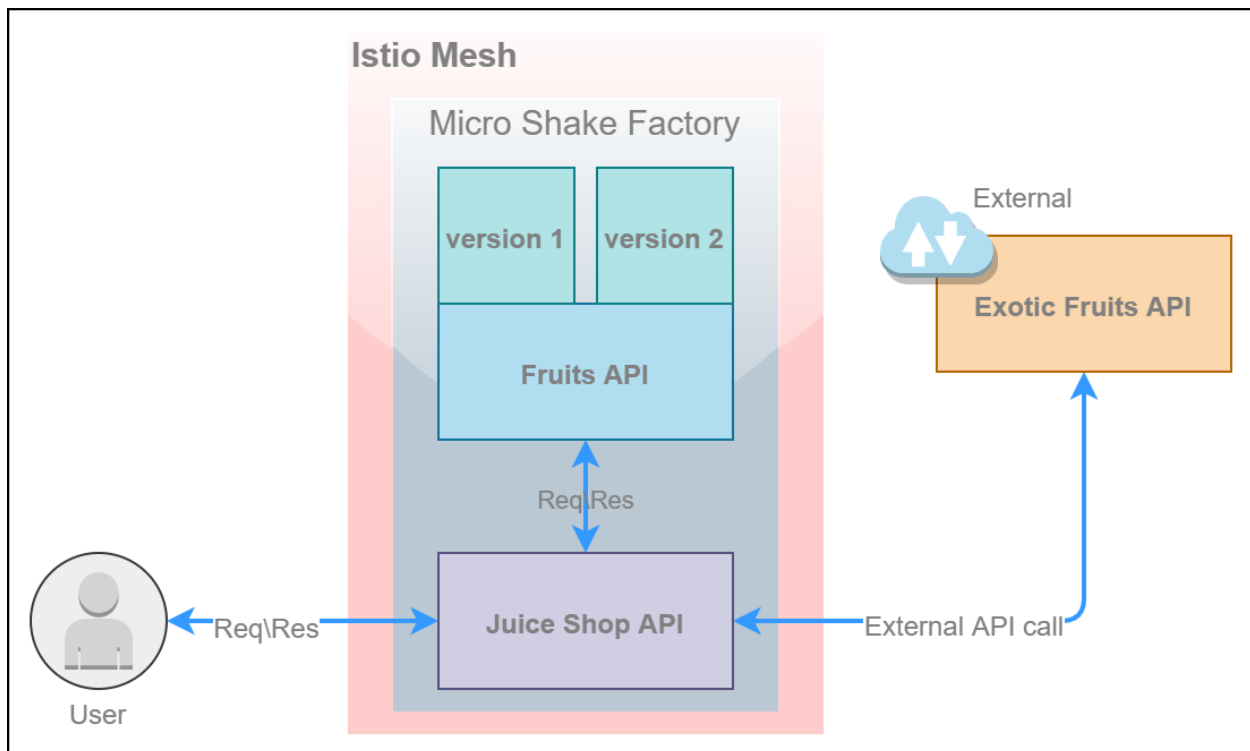 Istio Mesh
Micro Shake Factory
version 1
version 2
External
Exotic Fruits API
Fruits API
Req\Res
Juice Shop API
Req\Res
External API call
User